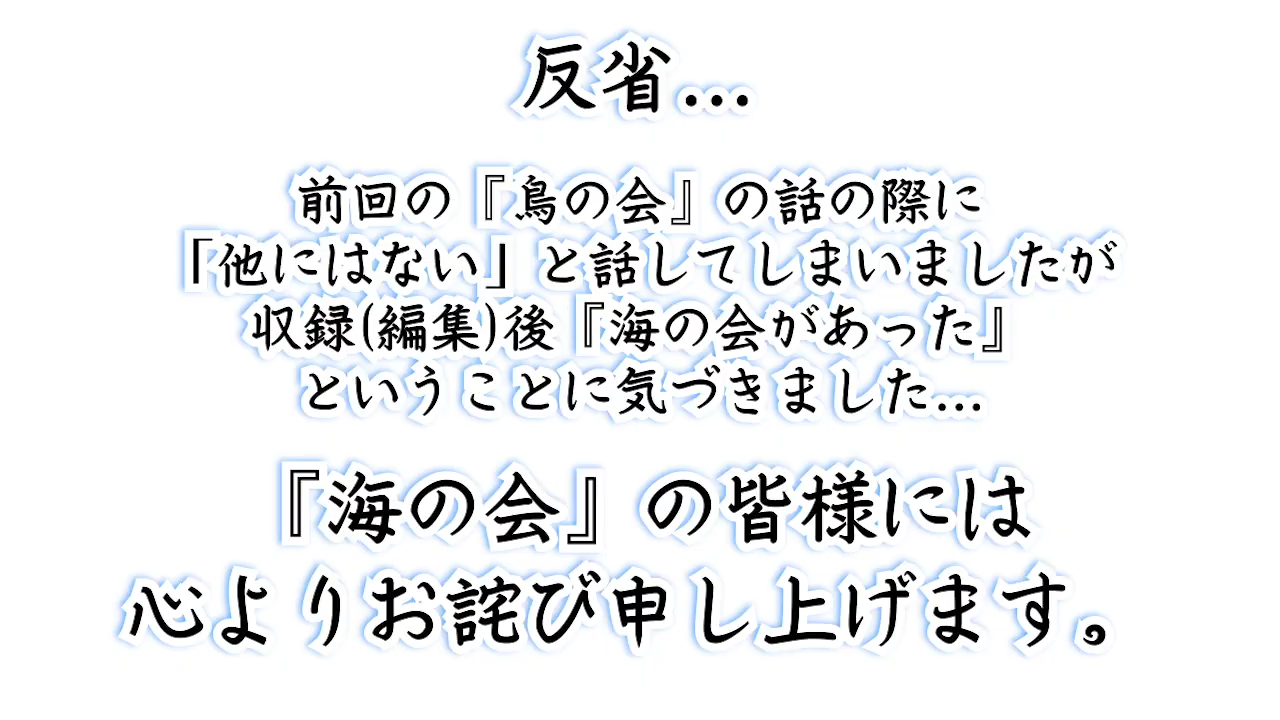 反省...
前回の『鳥の会』の話の際に
「他にはない」と話してしまいましたが
収録(編集)後『海の会があった』
ということに気づきました...
『海の会』の皆様には
心よりお詫び申し上げます。